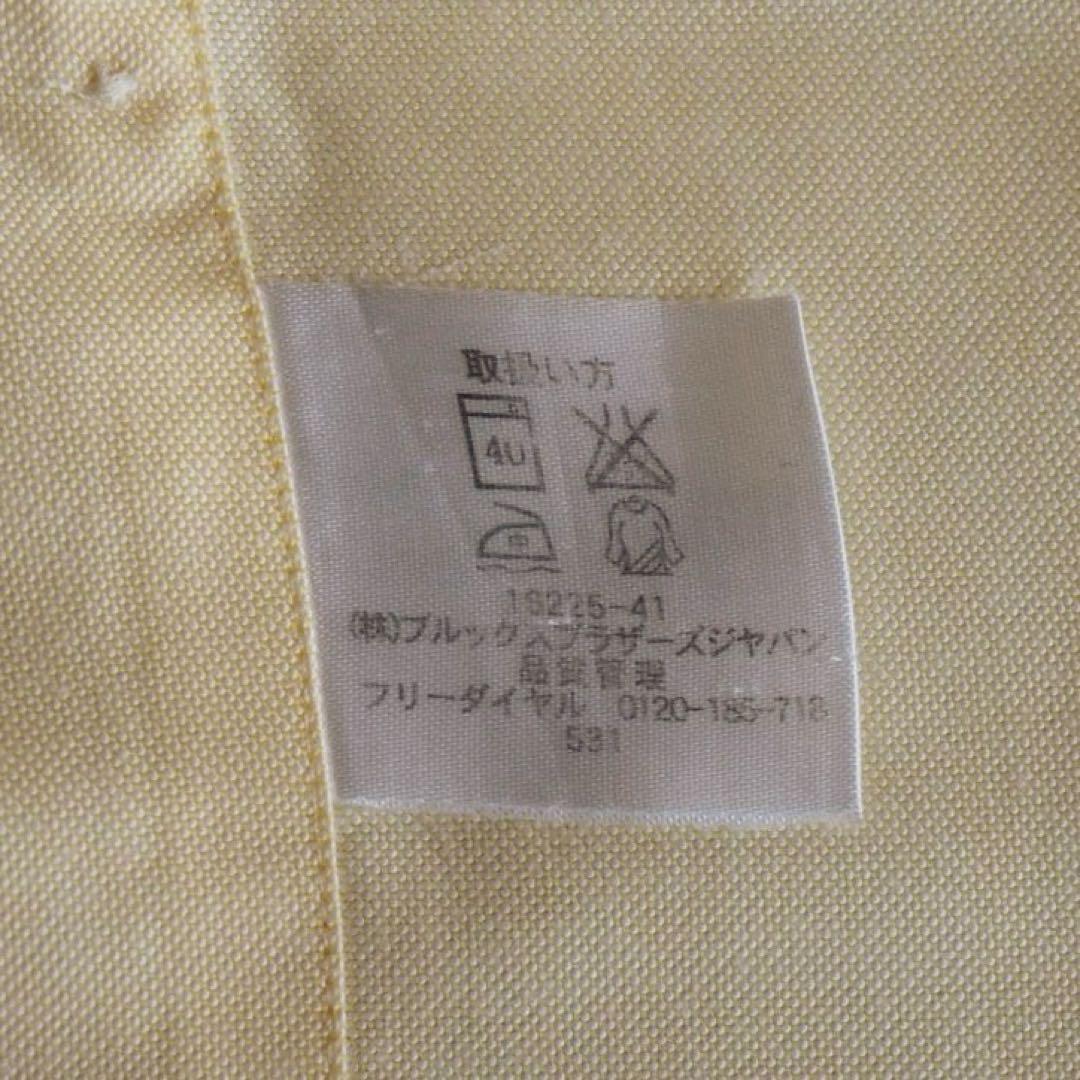 取扱い方
40
16225-41
(株)ブルックスブラザーズジャパン
品質管理
フリーダイヤル 0120-185-718
531